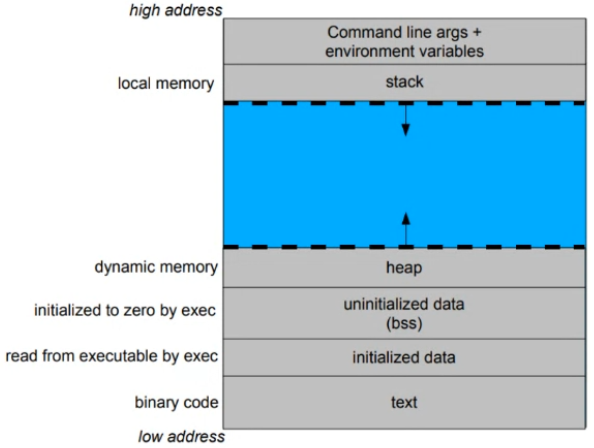 high address
Command line args +
environment variables
local memory
stack
dynamic memory
heap
initialized to zero by exec
uninitialized data
(bss)
read from executable by exec
initialized data
binary code
text
low address